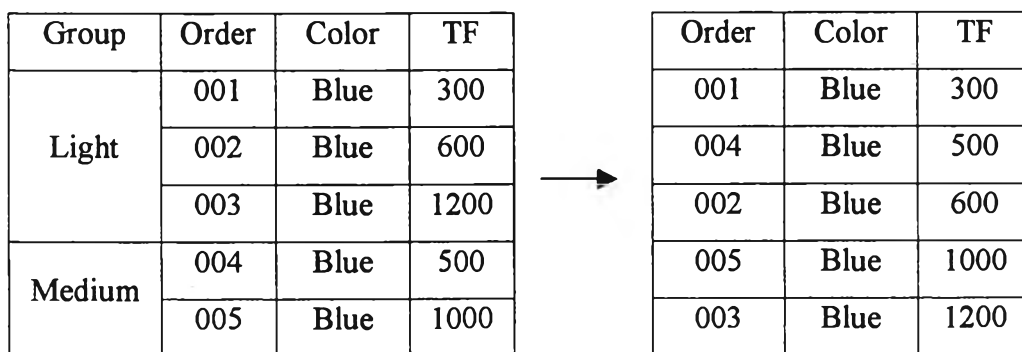 Group Order Color TF
Light
001 Blue 300
002 Blue 600
003 Blue 1200
Medium
004 Blue 500
005 Blue 1000
Order Color TF
001 Blue 300
004 Blue 500
002 Blue 600
005 Blue 1000
003 Blue 1200